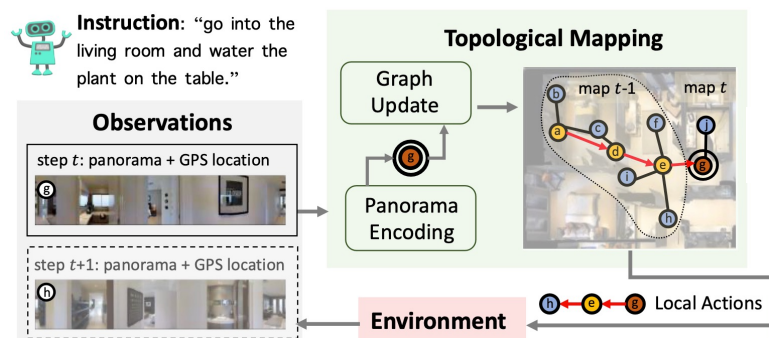 Instruction: “go into the
living room and water the
plant on the table.”
Observations
step t: panorama + GPS location
g
step t+1: panorama + GPS location
h
Topological Mapping
Graph
Update
g
Panorama
Encoding
map t-1
map t
b
a
c
d
f
e
i
h
j
g
h
e
g
Local Actions
Environment